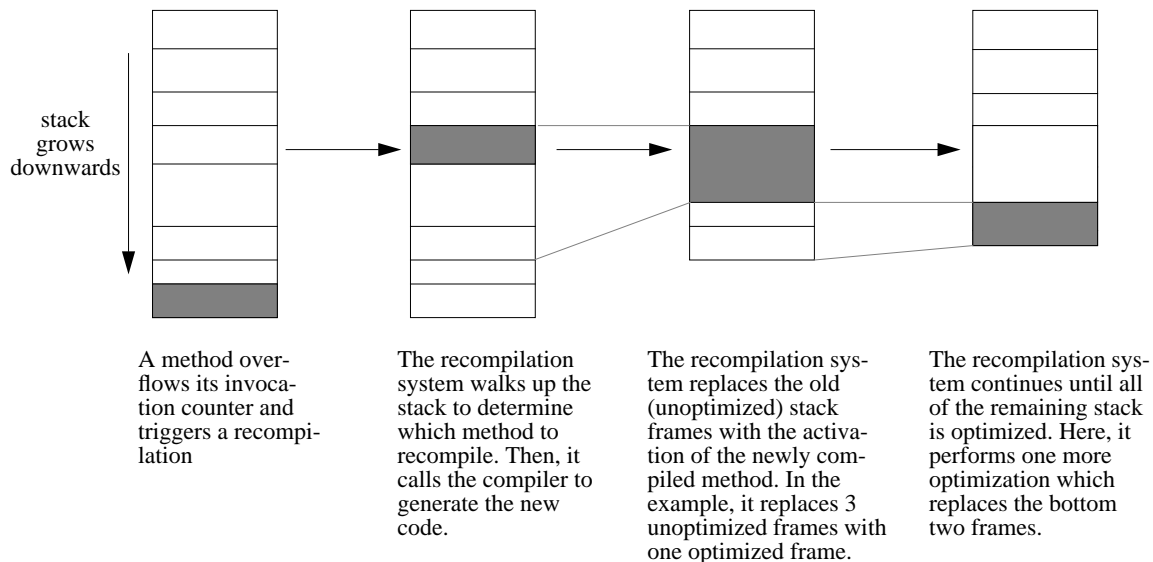 stack
grows
downwards
A method over-
flows its invoca-
tion counter and
triggers a recompi-
lation
The recompilation
system walks up the
stack to determine
which method to
recompile. Then, it
calls the compiler to
generate the new
code.
The recompilation sys-
tem replaces the old
(unoptimized) stack
frames with the activa-
tion of the newly com-
piled method. In the
example, it replaces 3
unoptimized frames with
one optimized frame.
The recompilation sys-
tem continues until all
of the remaining stack
is optimized. Here, it
performs one more
optimization which
replaces the bottom
two frames.